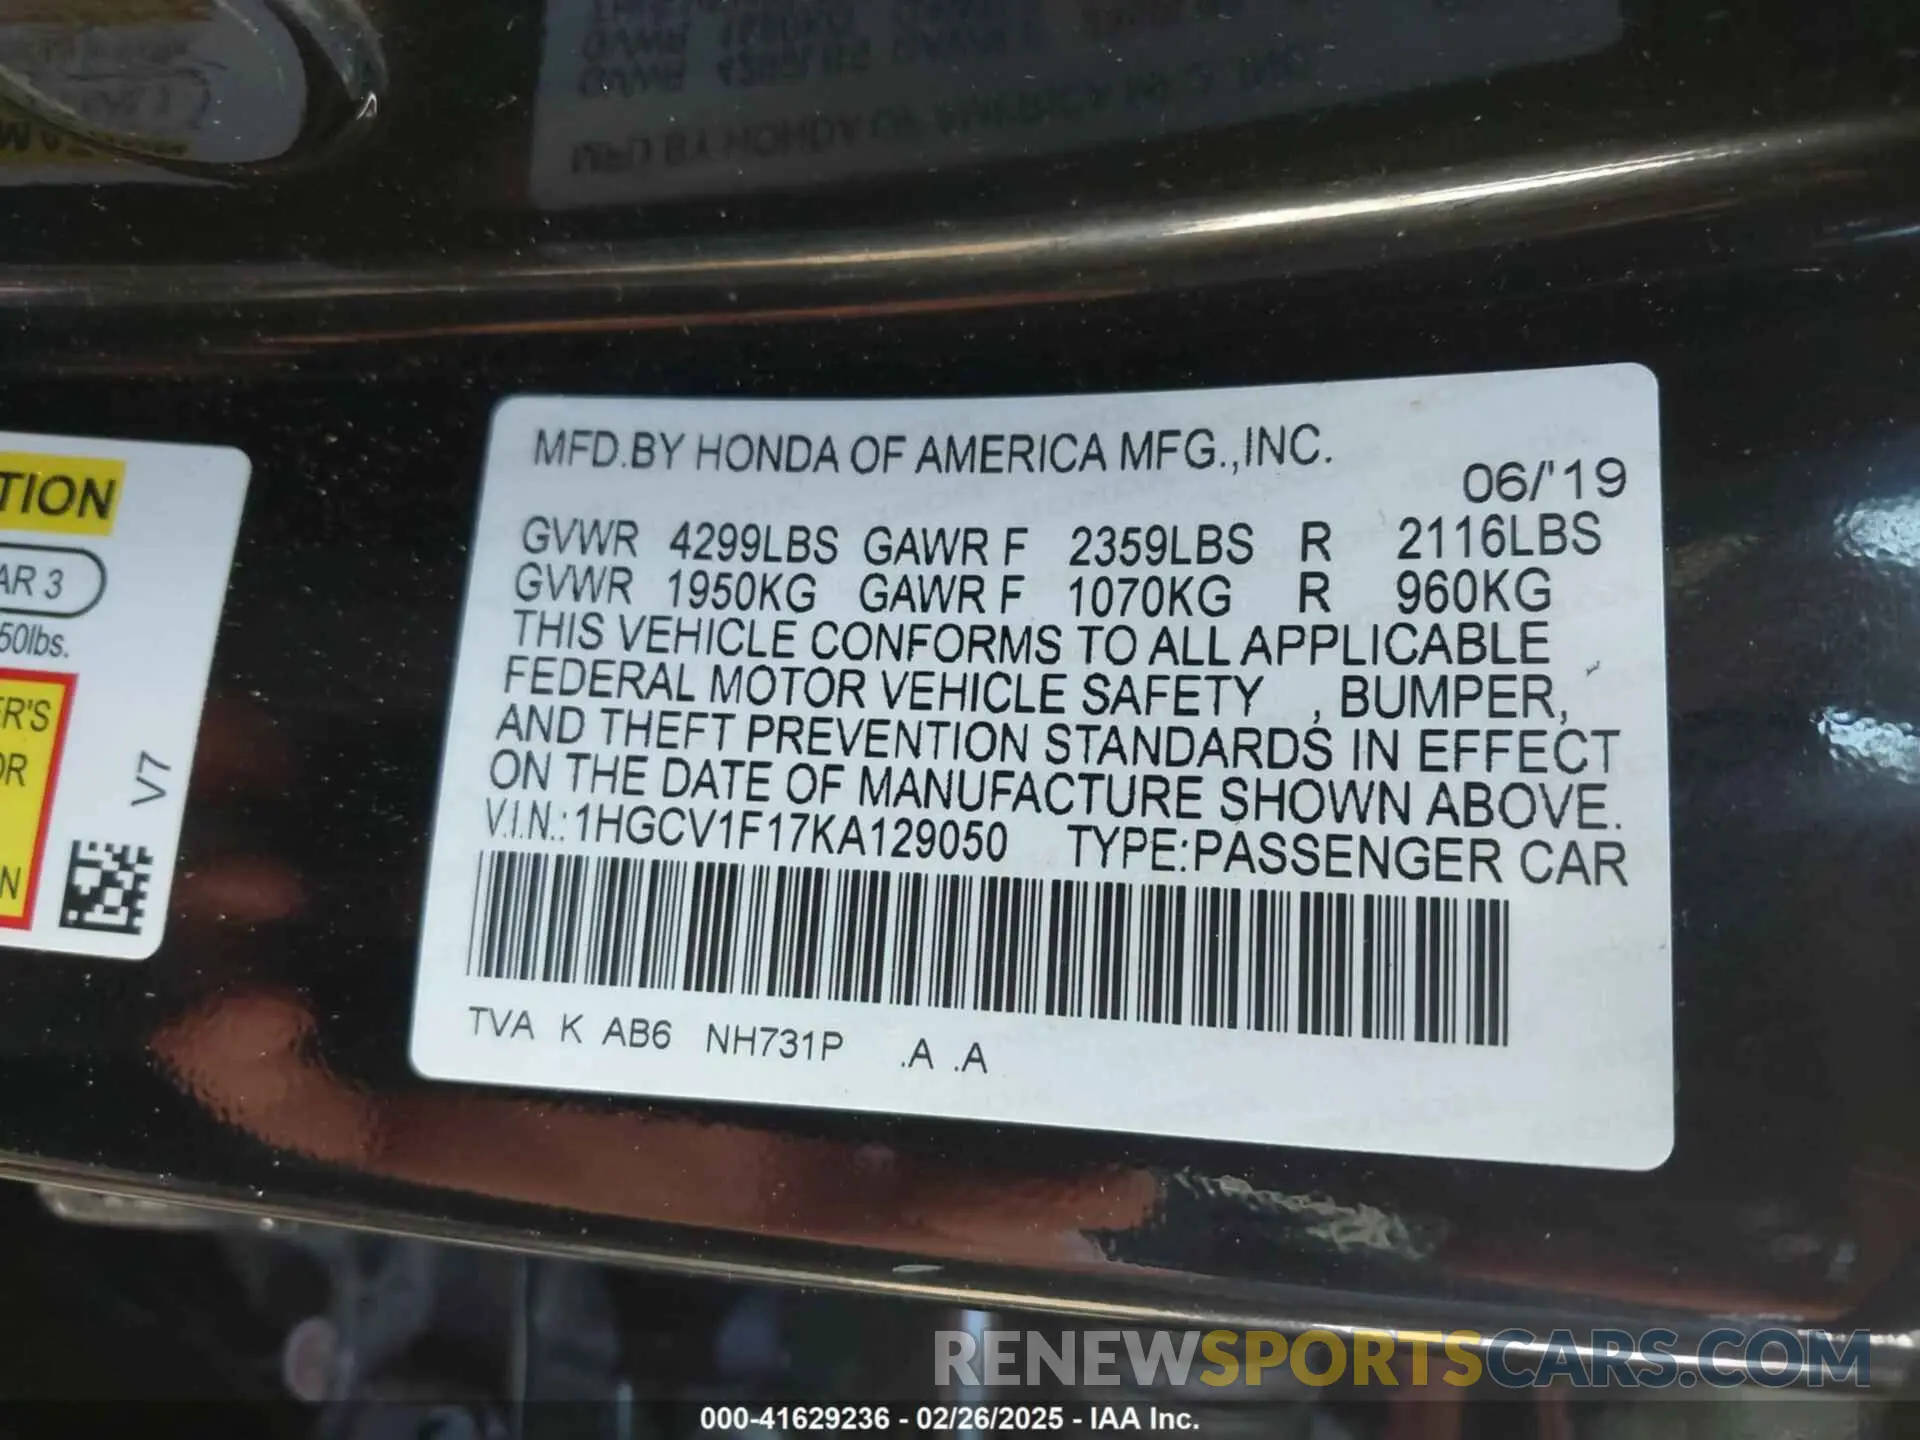 MFD.BY HONDA OF AMERICA MFG.,INC.
06/'19
GVWR 4299LBS GAWR F 2359LBS R 2116LBS
GVWR 1950KG GAWR F 1070KG R 960KG
THIS VEHICLE CONFORMS TO ALL APPLICABLE
FEDERAL MOTOR VEHICLE SAFETY , BUMPER,
AND THEFT PREVENTION STANDARDS IN EFFECT
ON THE DATE OF MANUFACTURE SHOWN ABOVE.
V.I.N.:1HGCV1F17KA129050 TYPE:PASSENGER CAR
TVA K AB6 NH731P .A .A
TION
AR 3
50lbs.
ER'S
OR
N
V7
RENEWSPORTSCARS.COM
000-41629236 - 02/26/2025 - IAA Inc.